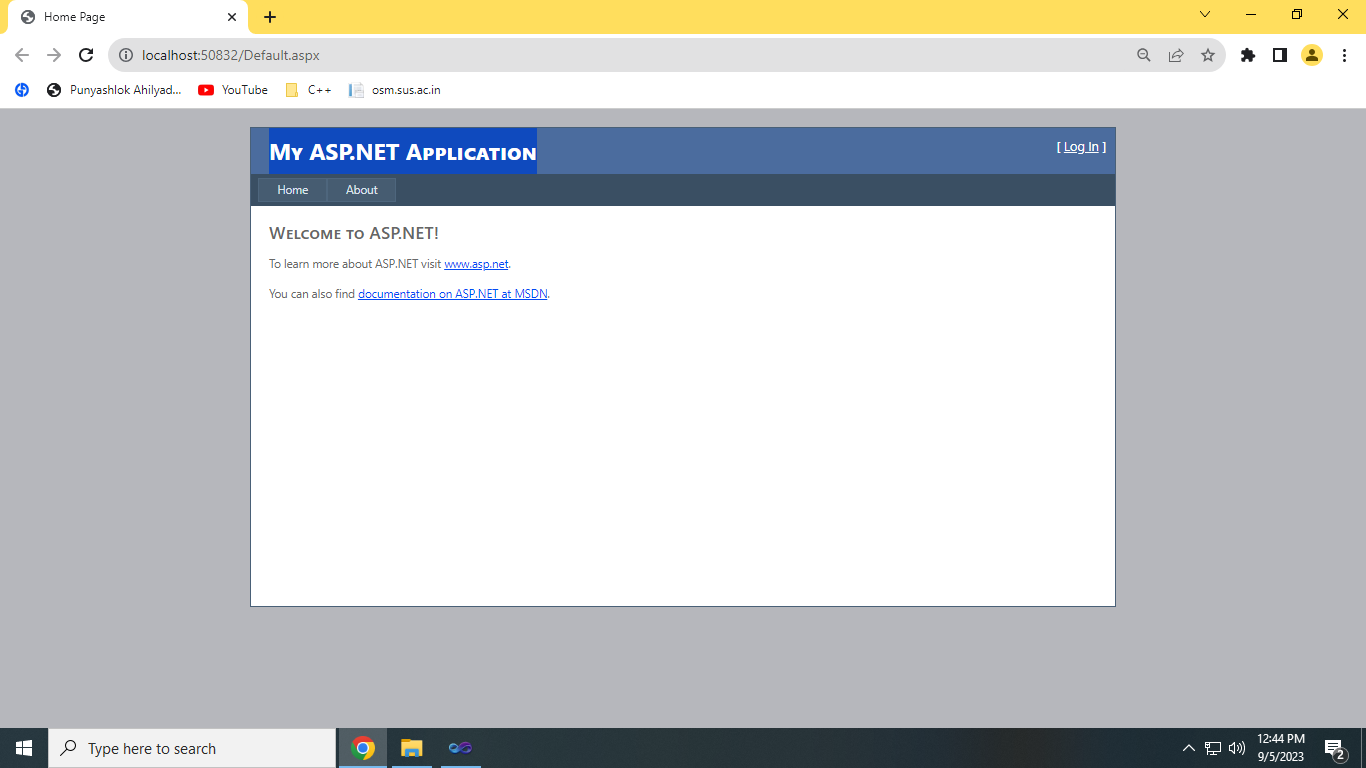 Home Page
localhost:50832/Default.aspx
Punyashlok Ahilyad... YouTube C++ osm.sus.ac.in
My ASP.NET Application
[ Log In ]
Home About
Welcome to ASP.NET!
To learn more about ASP.NET visit www.asp.net.
You can also find documentation on ASP.NET at MSDN.
Type here to search
12:44 PM
9/5/2023
2